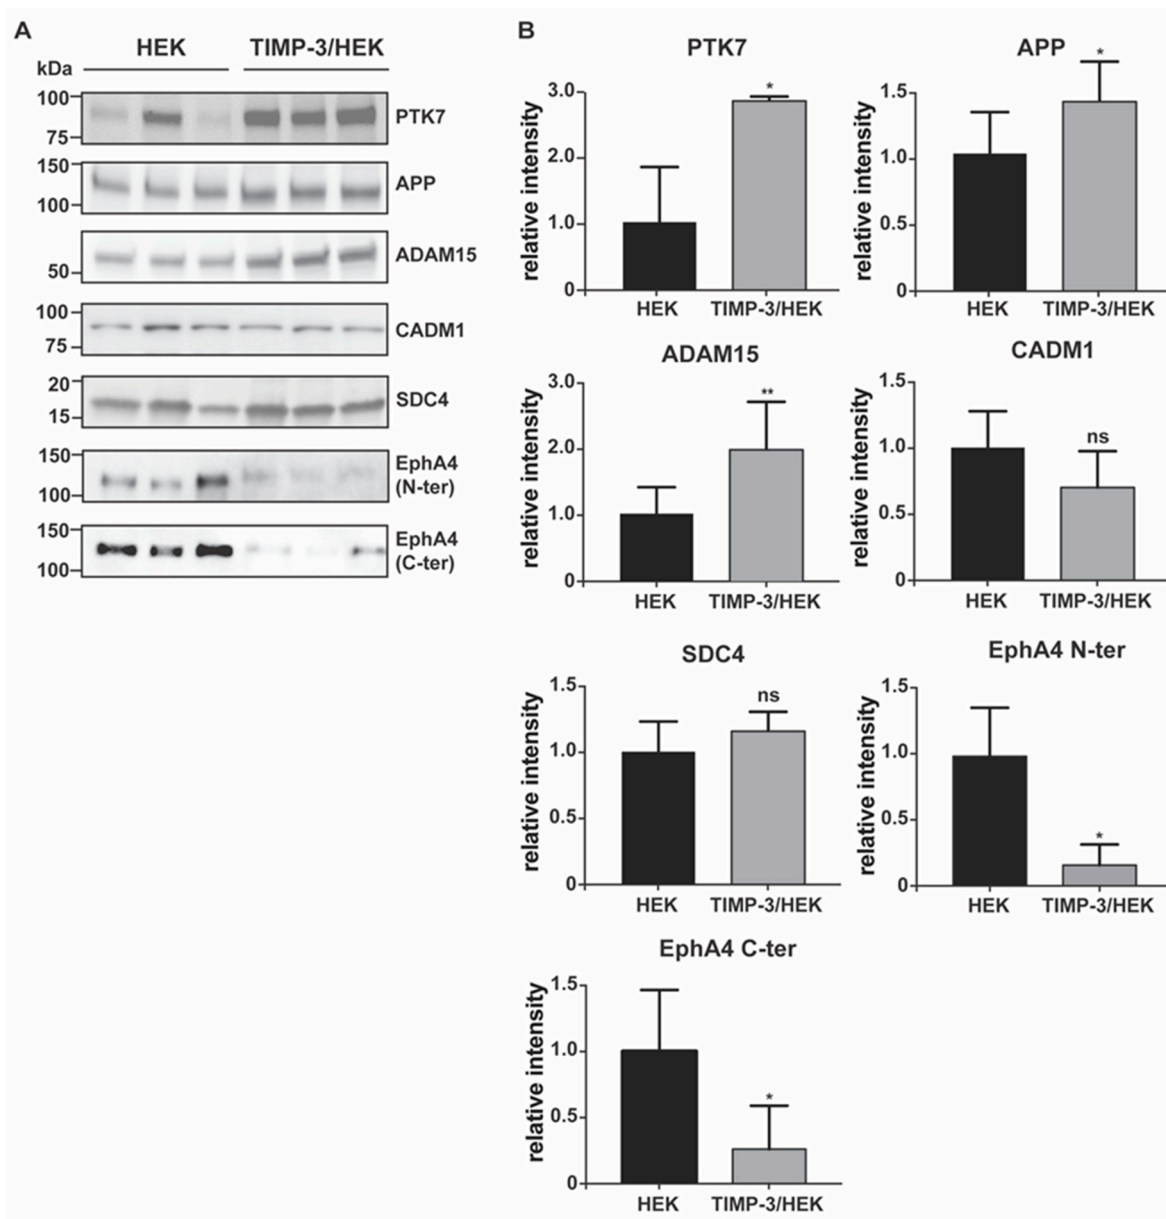 A
HEK TIMP-3/HEK
kDa
100
75
PTK7
150
100
APP
50
ADAM15
100
75
CADM1
20
15
SDC4
150
100
EphA4
(N-ter)
150
100
EphA4
(C-ter)
B
PTK7
relative intensity
3.0
2.0
1.0
0
*
HEK TIMP-3/HEK
APP
relative intensity
1.5
1.0
0.5
0
*
HEK TIMP-3/HEK
ADAM15
relative intensity
3.0
2.0
1.0
0
**
HEK TIMP-3/HEK
CADM1
relative intensity
1.5
1.0
0.5
0
ns
HEK TIMP-3/HEK
SDC4
relative intensity
1.5
1.0
0.5
0
ns
HEK TIMP-3/HEK
EphA4 N-ter
relative intensity
1.5
1.0
0.5
0
*
HEK TIMP-3/HEK
EphA4 C-ter
relative intensity
1.5
1.0
0.5
0
*
HEK TIMP-3/HEK